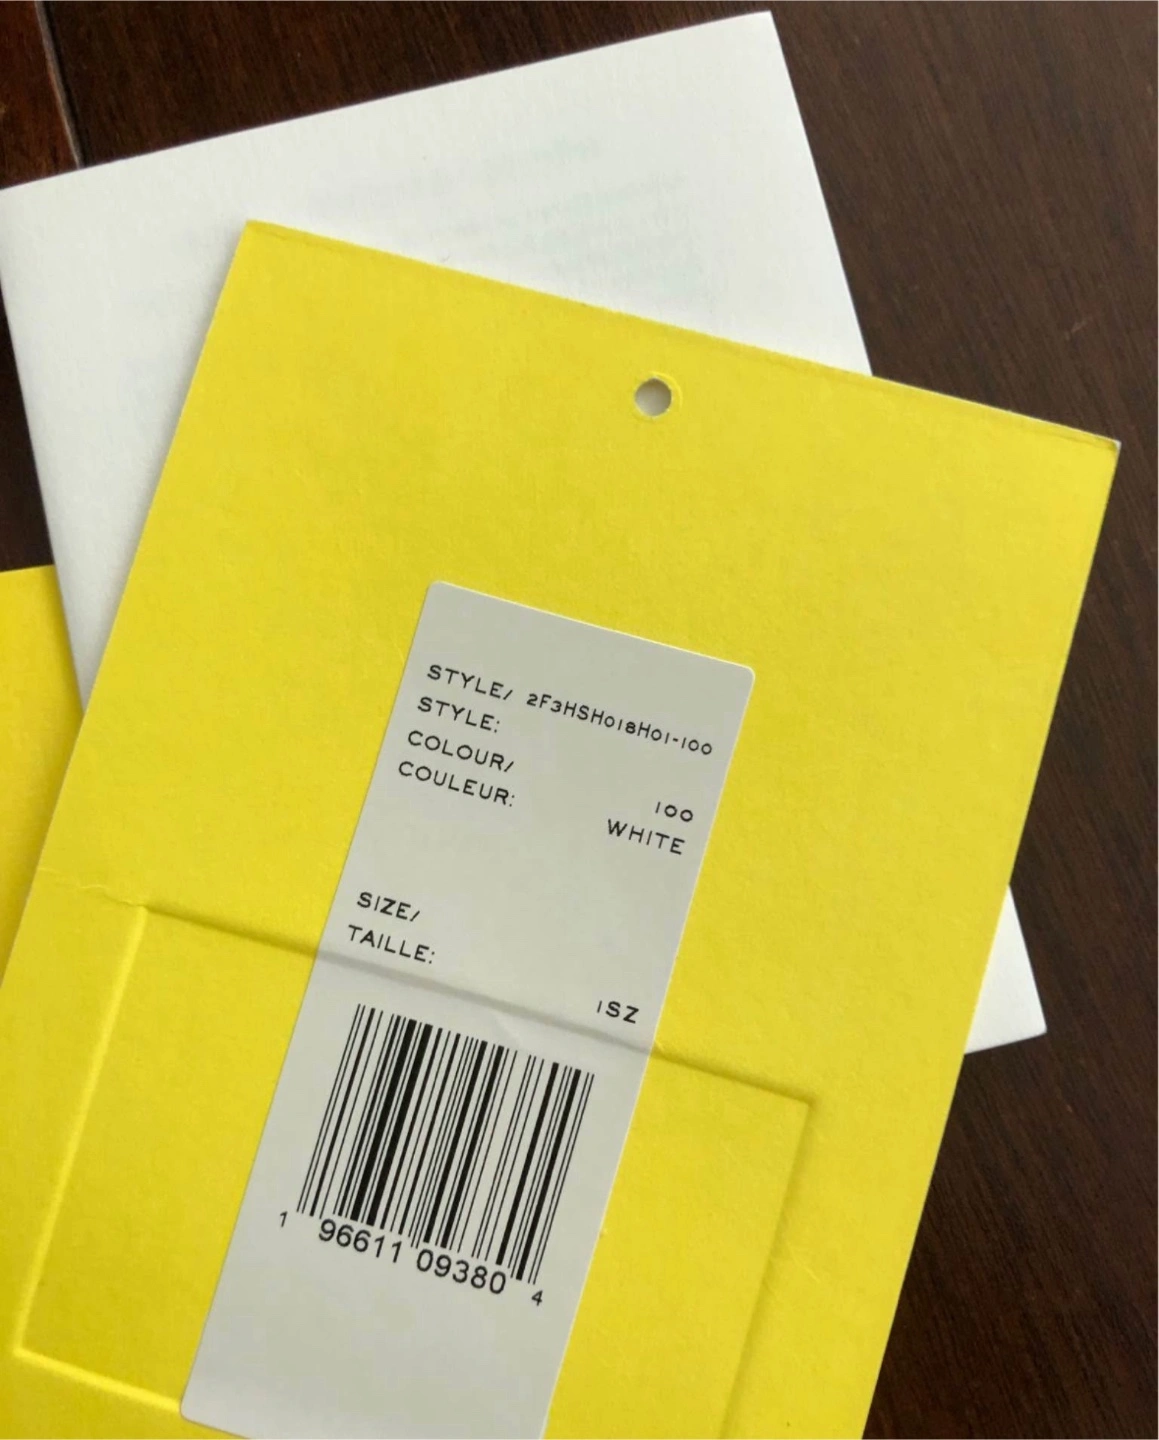 STYLE/ 2F3HSH018H01-100
STYLE:
COLOUR/
COULEUR:
100
WHITE
SIZE/
TAILLE:
1SZ
1 96611 09380 4